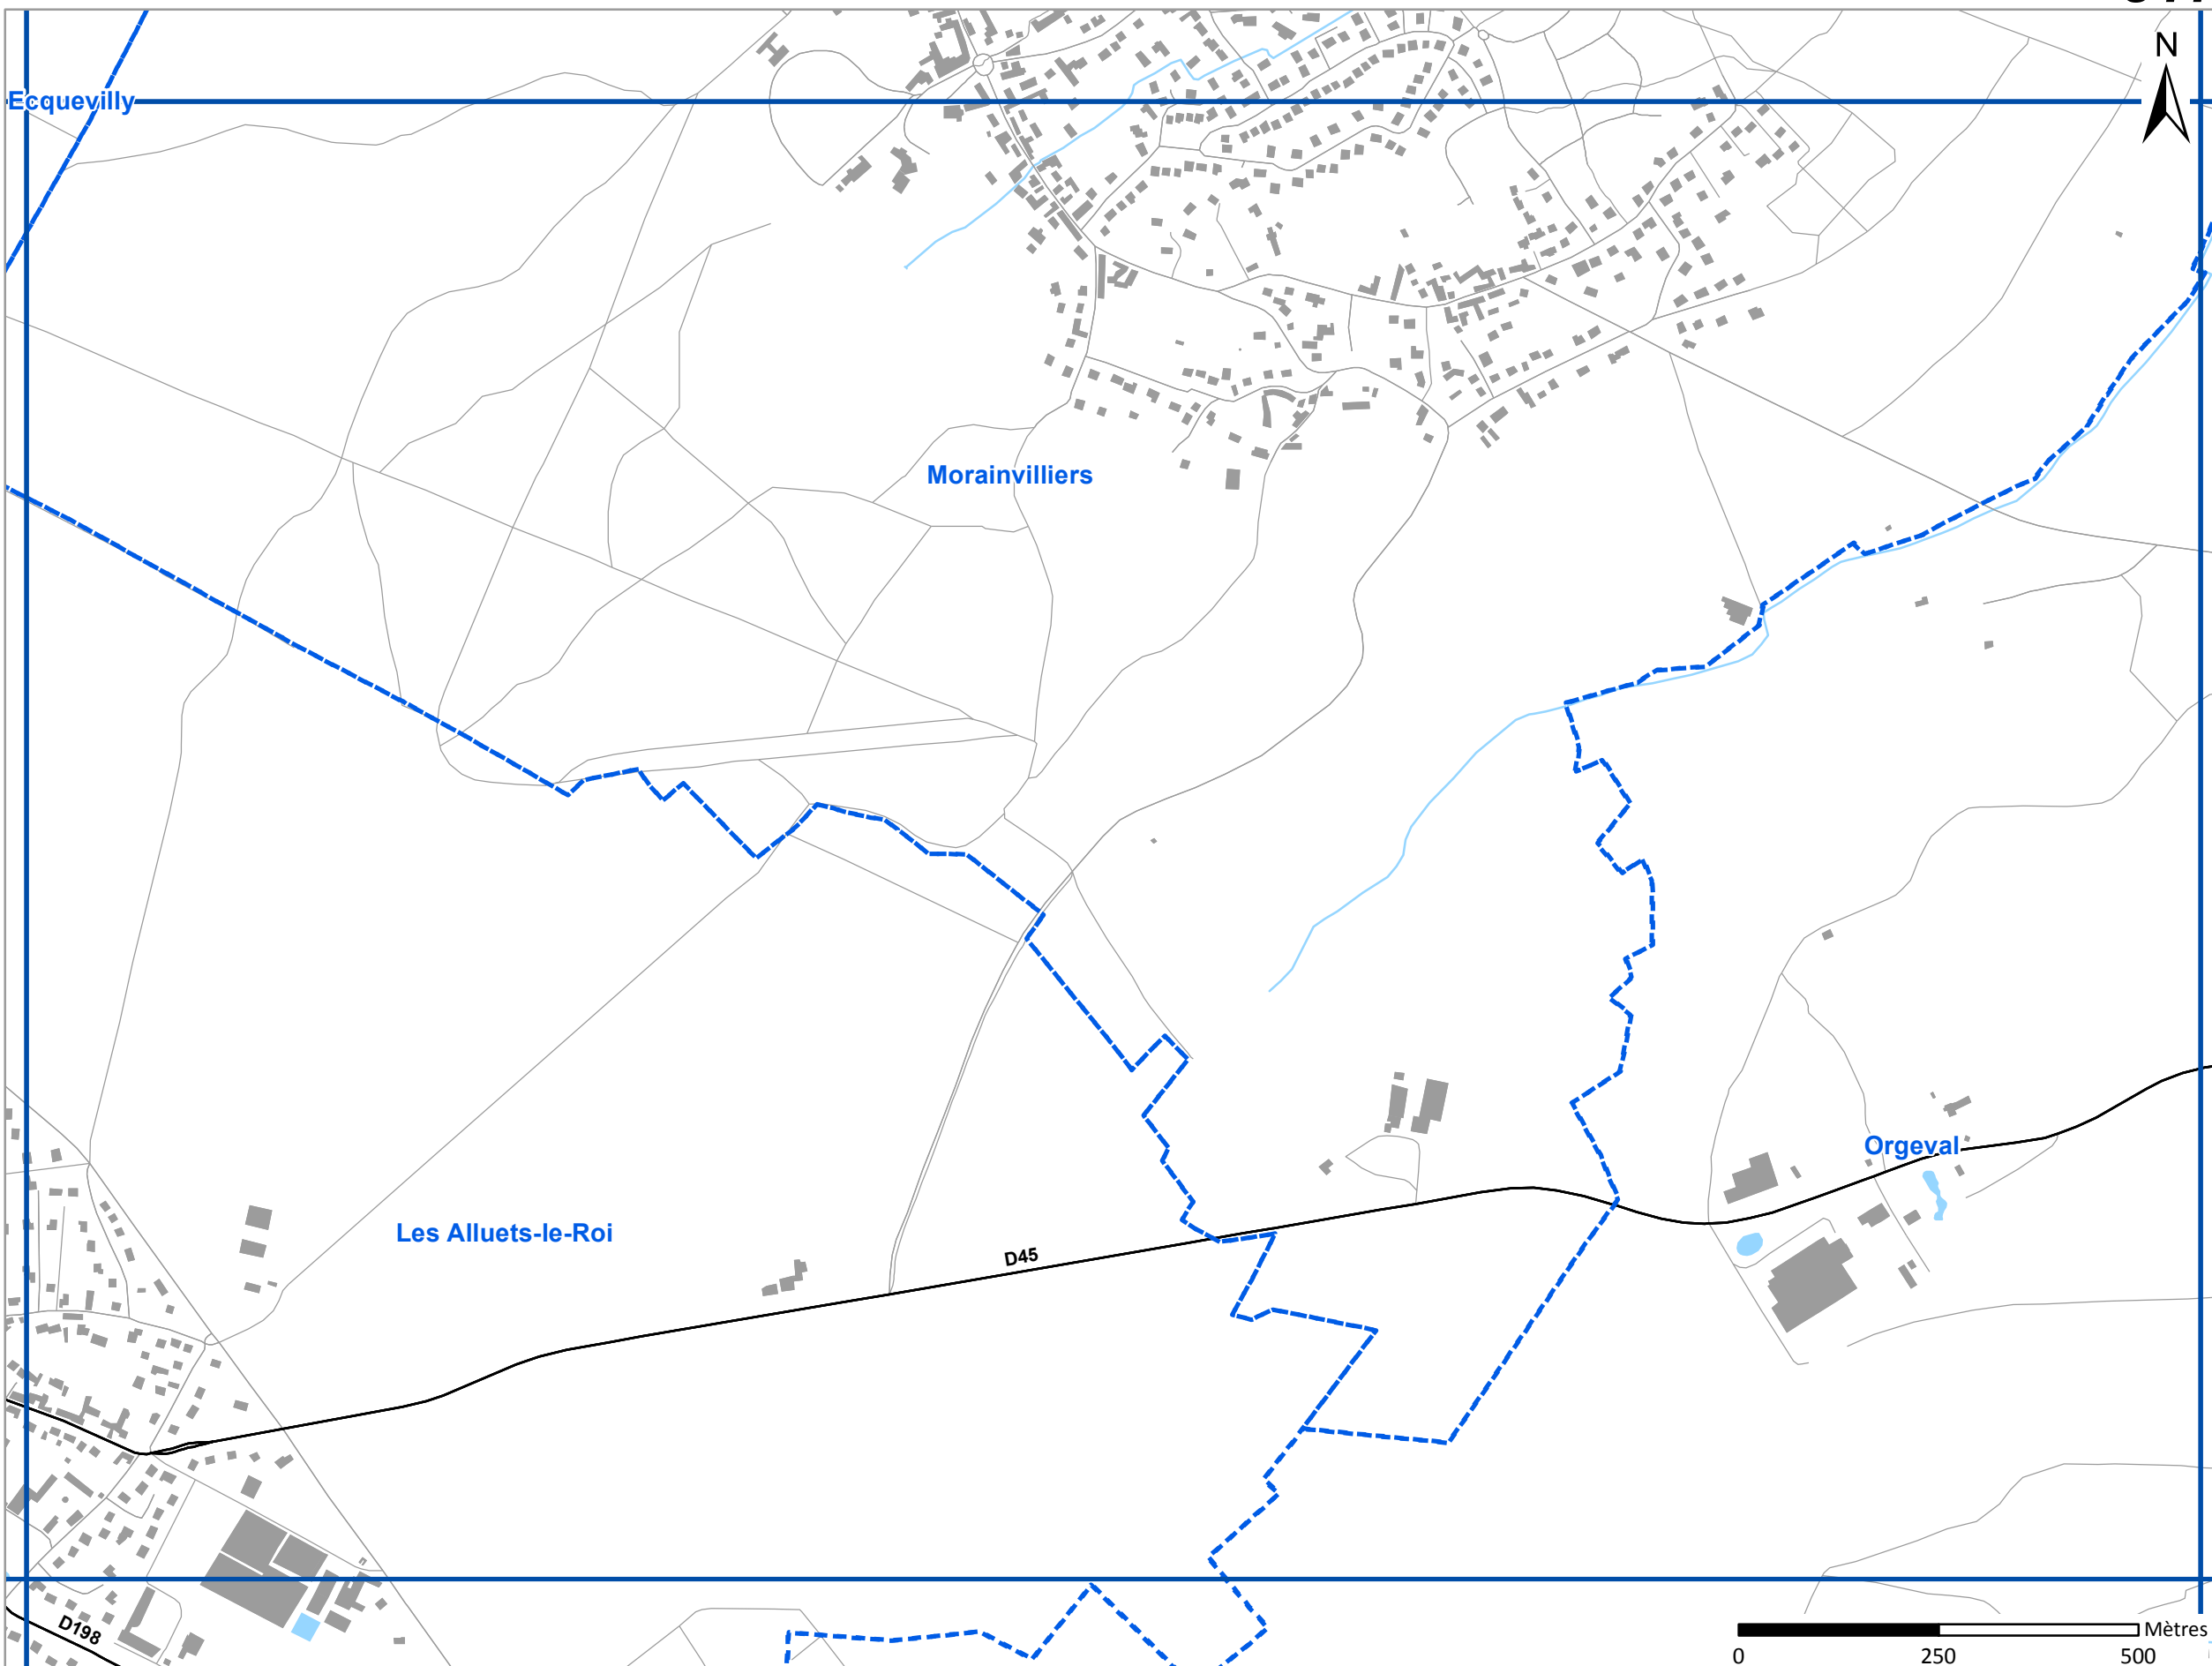 N
Ecquevilly
Morainvilliers
Orgeval
Les Alluets-le-Roi
D45
D198
Mètres
0 250 500